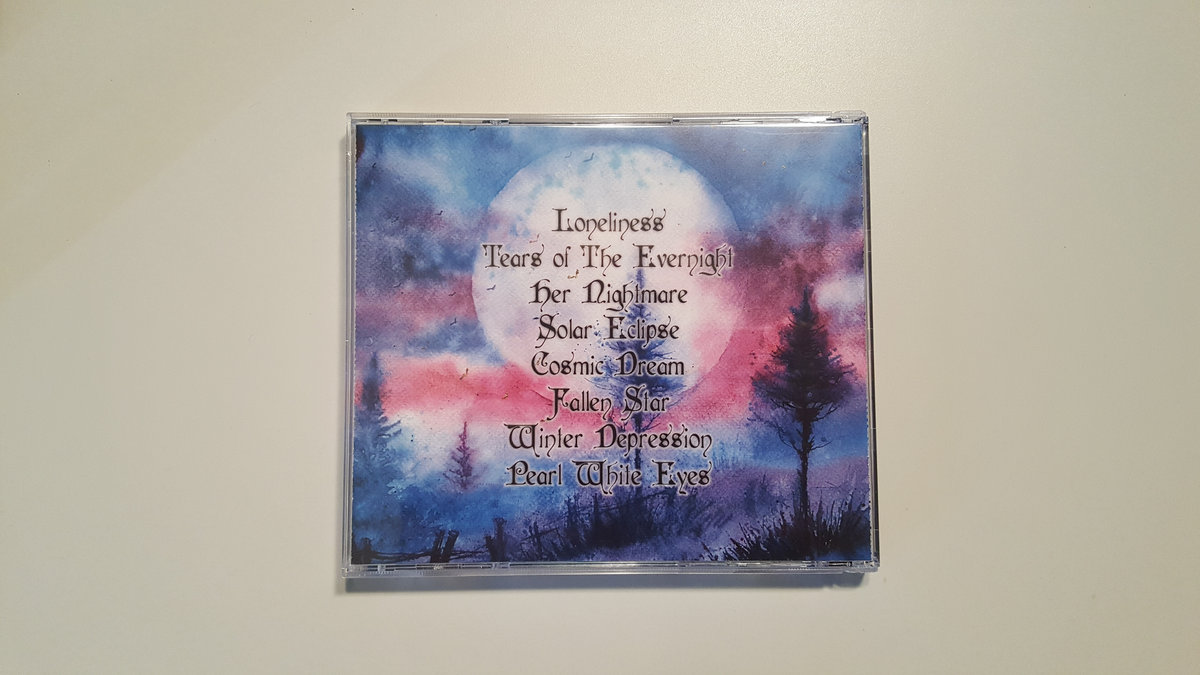 Loneliness
Tears of The Evernight
Her Nightmare
Solar Eclipse
Cosmic Dream
Fallen Star
Winter Depression
Pearl White Eyes